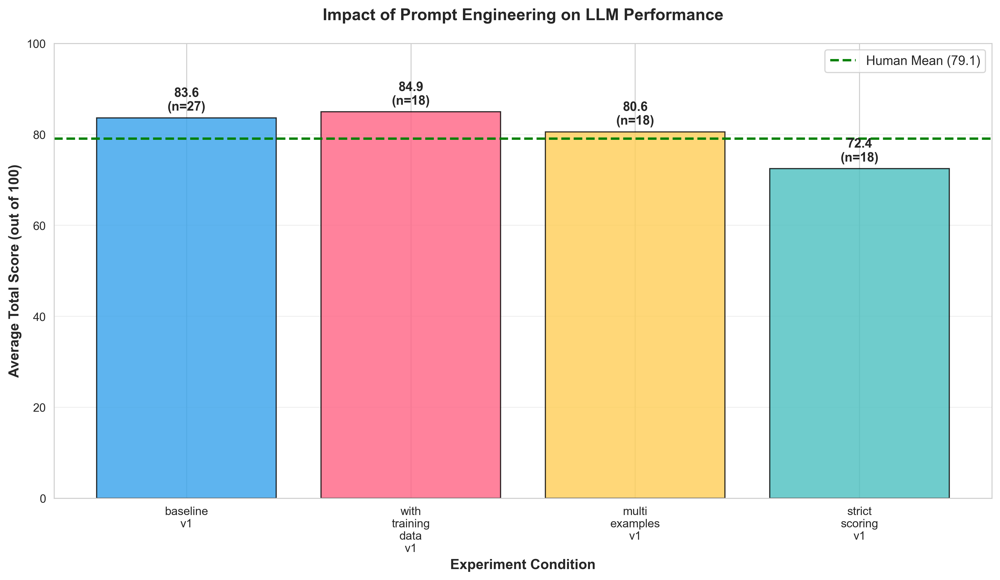 Impact of Prompt Engineering on LLM Performance
100
80
60
40
20
0
Average Total Score (out of 100)
Human Mean (79.1)
83.6
(n=27)
84.9
(n=18)
80.6
(n=18)
72.4
(n=18)
baseline
v1
with
training
data
v1
multi
examples
v1
strict
scoring
v1
Experiment Condition